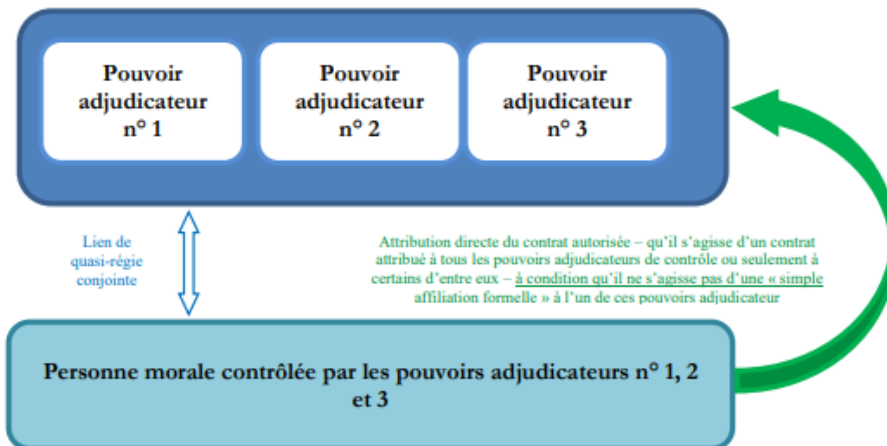 Pouvoir
adjudicateur
n° 1
Pouvoir
adjudicateur
n° 2
Pouvoir
adjudicateur
n° 3
Lien de
quasi-régie
conjointe
Attribution directe du contrat autorisée – qu'il s'agisse d'un contrat
attribué à tous les pouvoirs adjudicateurs de contrôle ou seulement à
certains d'entre eux – à condition qu'il ne s'agisse pas d'une « simple
affiliation formelle » à l'un de ces pouvoirs adjudicateur
Personne morale contrôlée par les pouvoirs adjudicateurs n° 1, 2
et 3